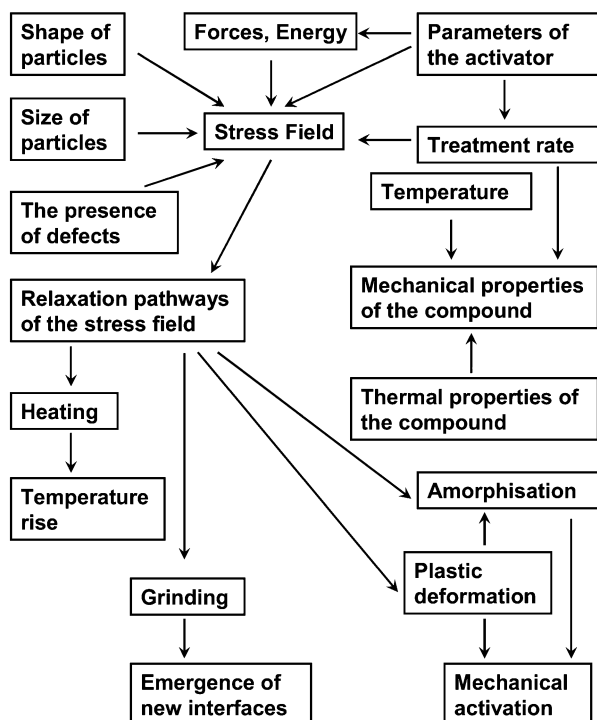 Shape of
particles
Forces, Energy
Parameters of
the activator
Size of
particles
Stress Field
Treatment rate
Temperature
The presence
of defects
Relaxation pathways
of the stress field
Mechanical properties
of the compound
Thermal properties of
the compound
Heating
Temperature
rise
Amorphisation
Plastic
deformation
Grinding
Emergence of
new interfaces
Mechanical
activation